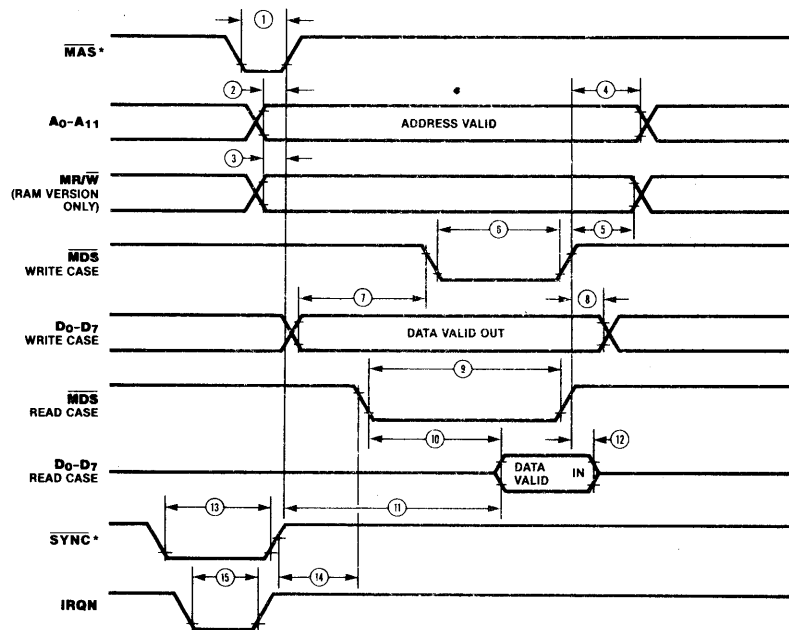 1
MAS*
2
4
A0-A11
ADDRESS VALID
3
MR/W
(RAM VERSION
ONLY)
6
5
MDS
WRITE CASE
7
8
D0-D7
WRITE CASE
DATA VALID OUT
9
MDS
READ CASE
10
12
D0-D7
READ CASE
DATA
VALID
IN
13
11
SYNC*
14
15
IRQN